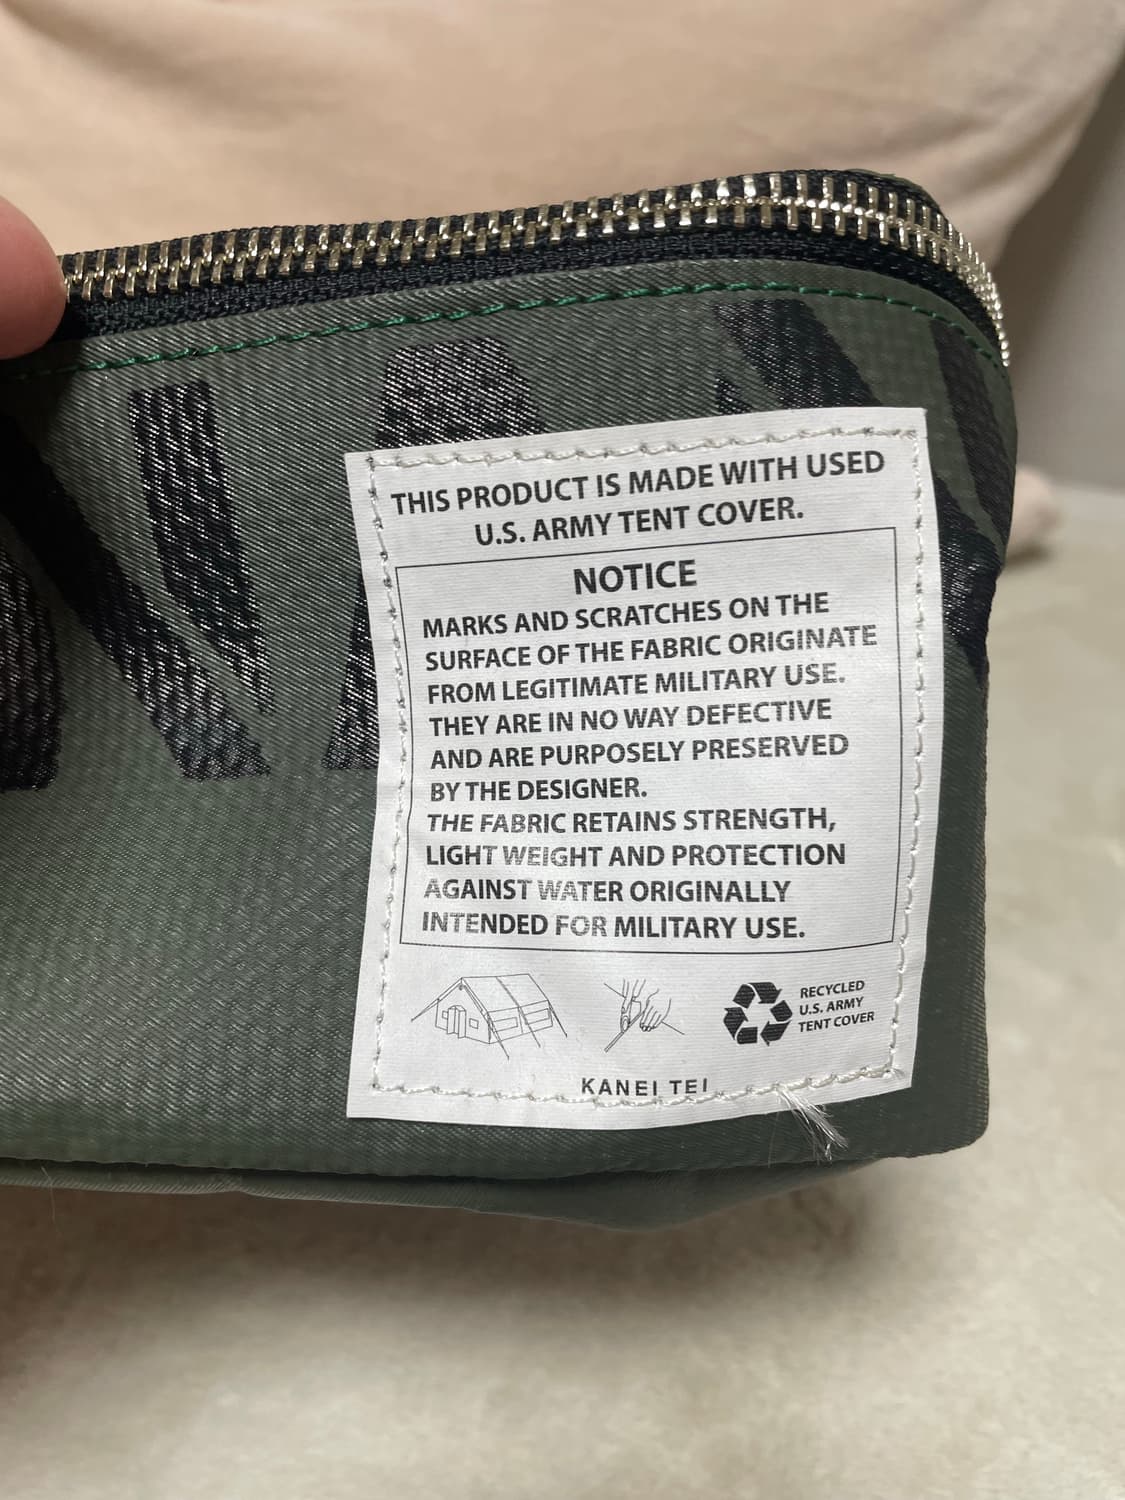 THIS PRODUCT IS MADE WITH USED
U.S. ARMY TENT COVER.
NOTICE
MARKS AND SCRATCHES ON THE
SURFACE OF THE FABRIC ORIGINATE
FROM LEGITIMATE MILITARY USE.
THEY ARE IN NO WAY DEFECTIVE
AND ARE PURPOSELY PRESERVED
BY THE DESIGNER.
THE FABRIC RETAINS STRENGTH,
LIGHT WEIGHT AND PROTECTION
AGAINST WATER ORIGINALLY
INTENDED FOR MILITARY USE.
RECYCLED
U.S. ARMY
TENT COVER
KANEI TEI